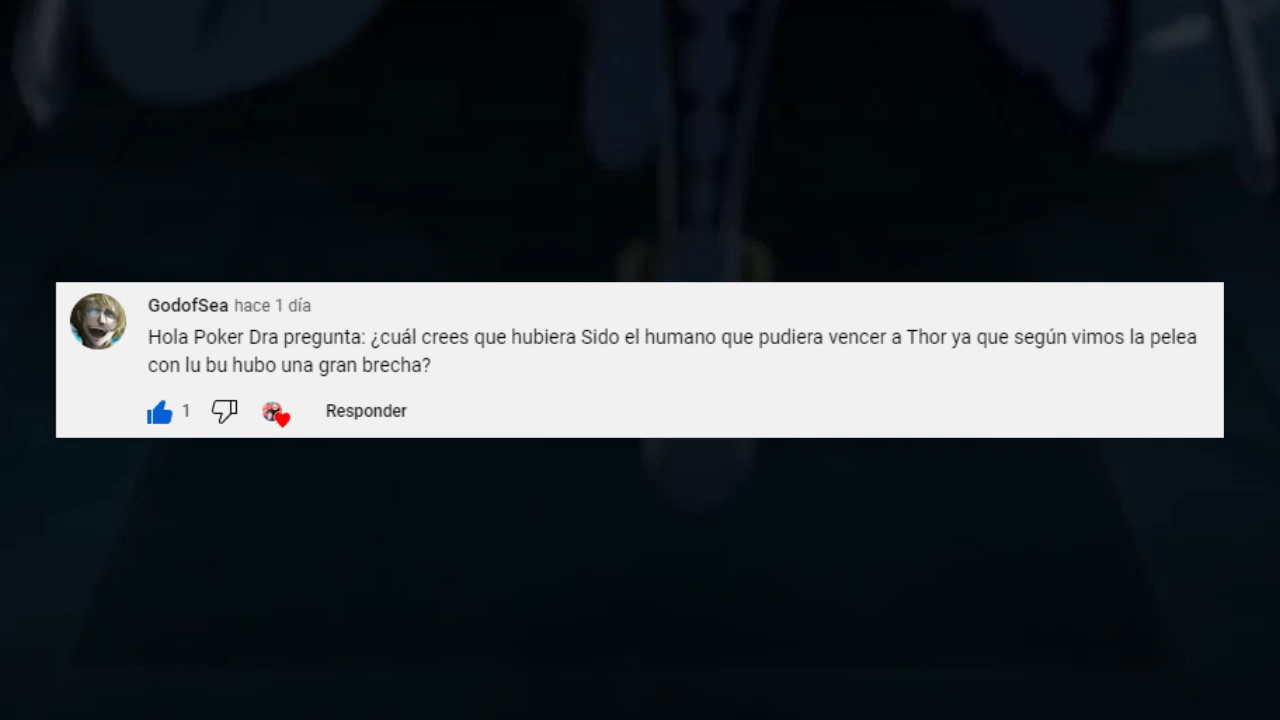 GodofSea hace 1 día
Hola Poker Dra pregunta: ¿cuál crees que hubiera Sido el humano que pudiera vencer a Thor ya que según vimos la pelea
con lu bu hubo una gran brecha?
1 Responder